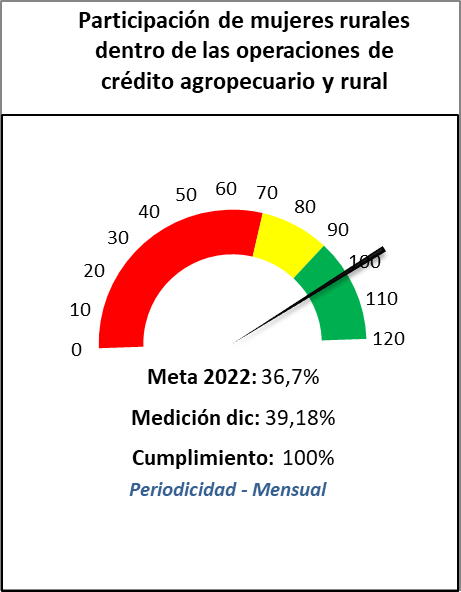 Participación de mujeres rurales
dentro de las operaciones de
crédito agropecuario y rural
0
10
20
30
40
50
60
70
80
90
100
110
120
Meta 2022: 36,7%
Medición dic: 39,18%
Cumplimiento: 100%
Periodicidad - Mensual